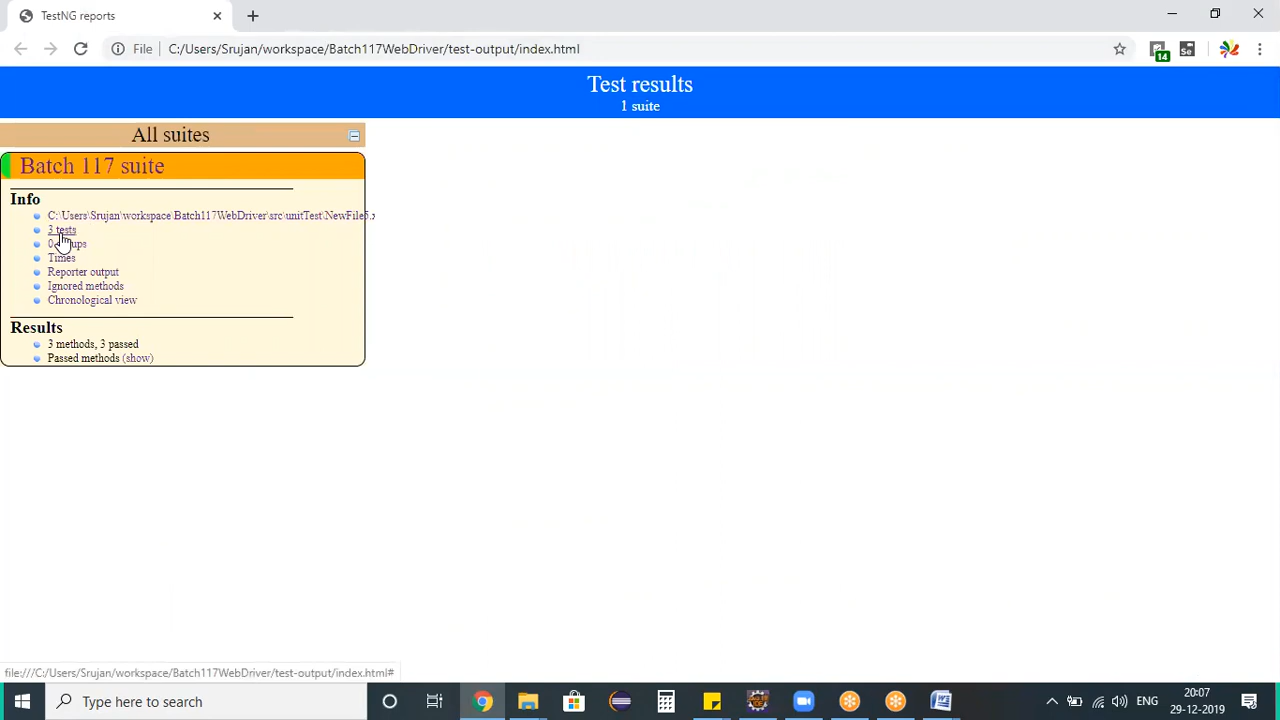 TestNG reports
File C:/Users/Srujan/workspace/Batch117WebDriver/test-output/index.html
14
Se
Test results
1 suite
All suites
Batch 117 suite
Info
C:\Users\Srujan\workspace\Batch117WebDriver\src\unitTest\NewFile5.x
3 tests
Times
Reporter output
Ignored methods
Chronological view
Results
3 methods, 3 passed
Passed methods (show)
file:///C:/Users/Srujan/workspace/Batch117WebDriver/test-output/index.html#
Type here to search
ENG
20:07
29-12-2019